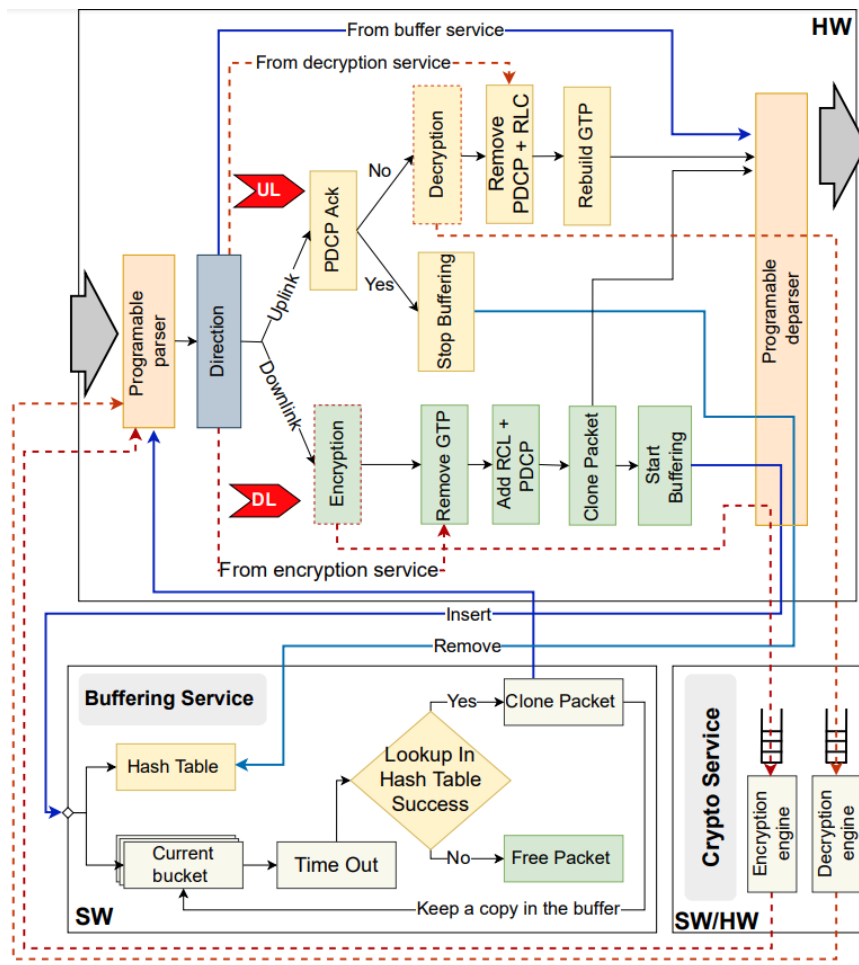 HW
From buffer service
From decryption service
UL
PDCP Ack
No
Yes
Decryption
Remove
PDCP + RLC
Rebuild GTP
Stop Buffering
Programable
parser
Direction
Uplink
Downlink
Programable
deparser
DL
Encryption
Remove GTP
Add RCL +
PDCP
Clone Packet
Start
Buffering
From encryption service
Insert
Remove
Buffering Service
Hash Table
Current
bucket
Time Out
Lookup In
Hash Table
Success
Yes
No
Clone Packet
Free Packet
Keep a copy in the buffer
SW
Crypto Service
Encryption
engine
Decryption
engine
SW/HW